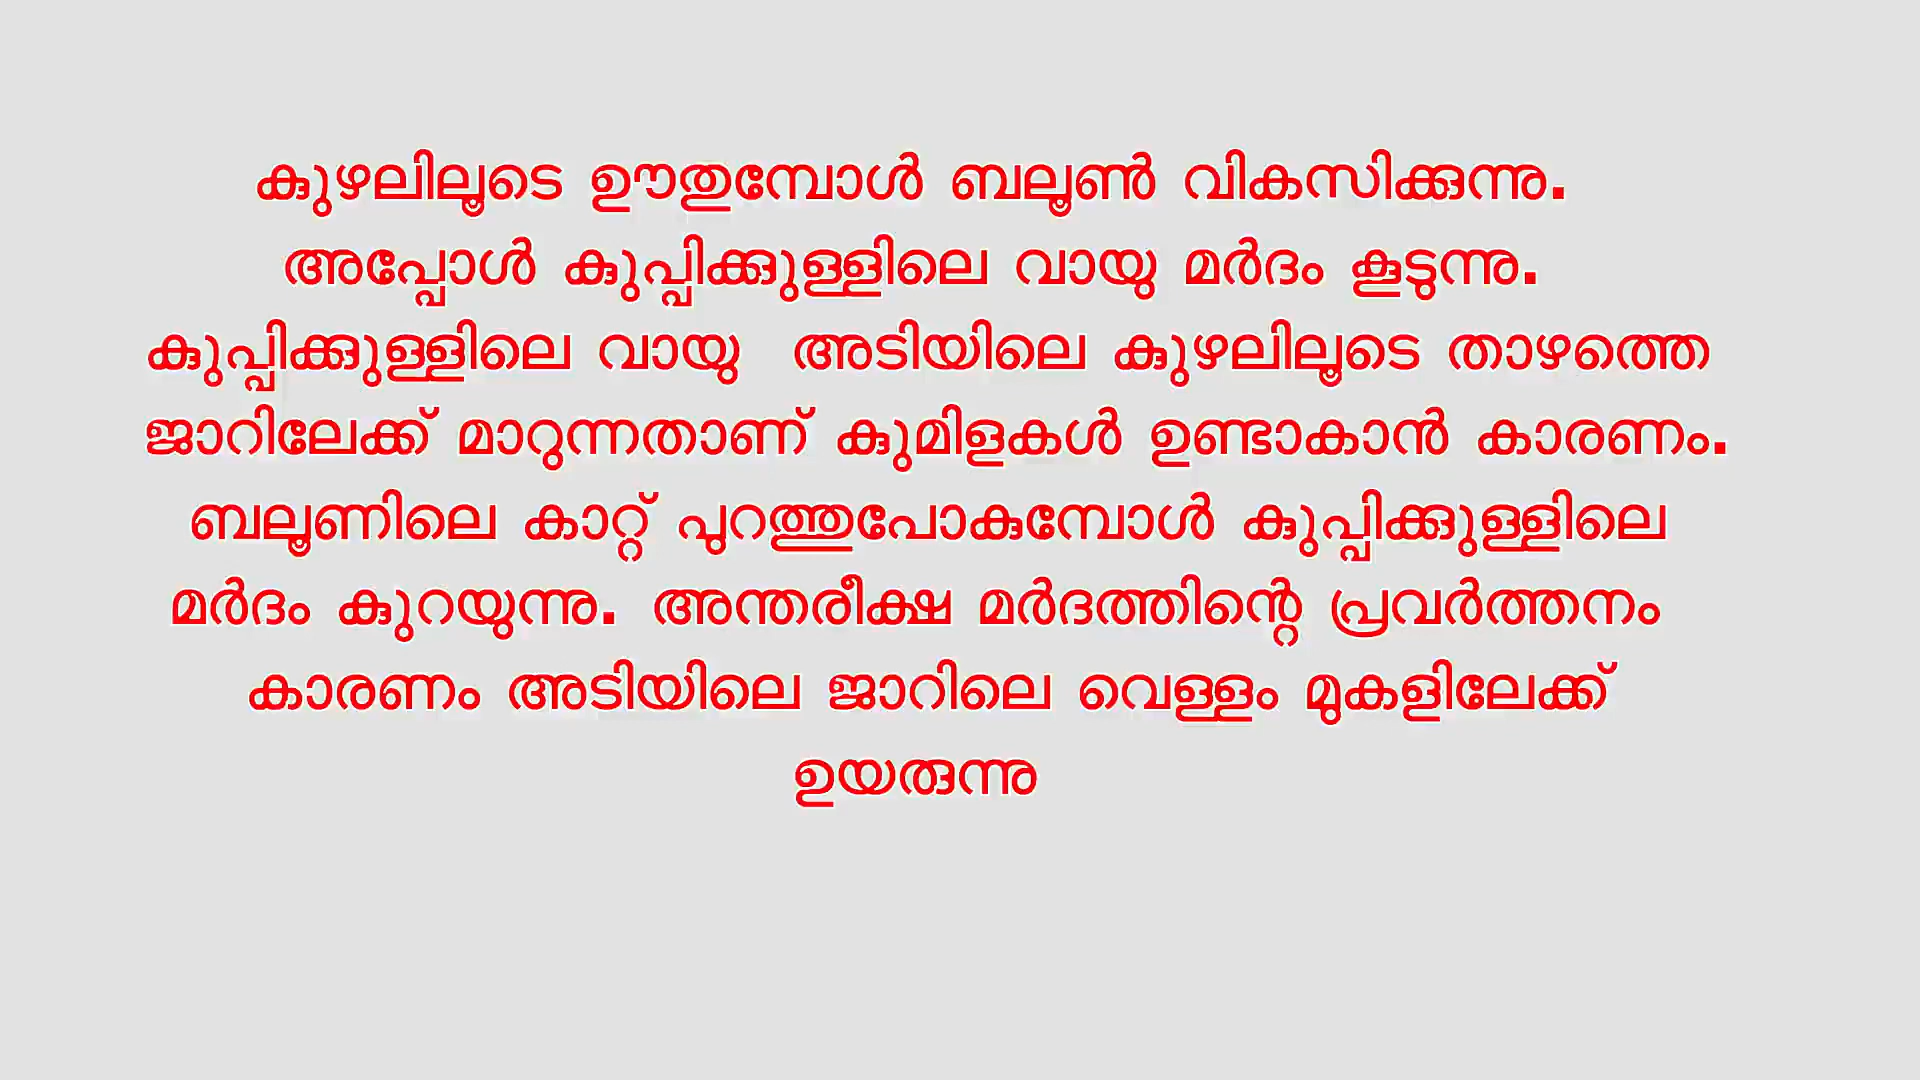 കുഴലിലൂടെ ഊതുമ്പോൾ ബലൂൺ വികസിക്കുന്നു.
അപ്പോൾ കുപ്പിക്കുള്ളിലെ വായു മർദം കൂടുന്നു.
കുപ്പിക്കുള്ളിലെ വായു അടിയിലെ കുഴലിലൂടെ താഴത്തെ
ജാറിലേക്ക് മാറുന്നതാണ് കുമിളകൾ ഉണ്ടാകാൻ കാരണം.
ബലൂണിലെ കാറ്റ് പുറത്തുപോകുമ്പോൾ കുപ്പിക്കുള്ളിലെ
മർദം കുറയുന്നു. അന്തരീക്ഷ മർദത്തിന്റെ പ്രവർത്തനം
കാരണം അടിയിലെ ജാറിലെ വെള്ളം മുകളിലേക്ക്
ഉയരുന്നു